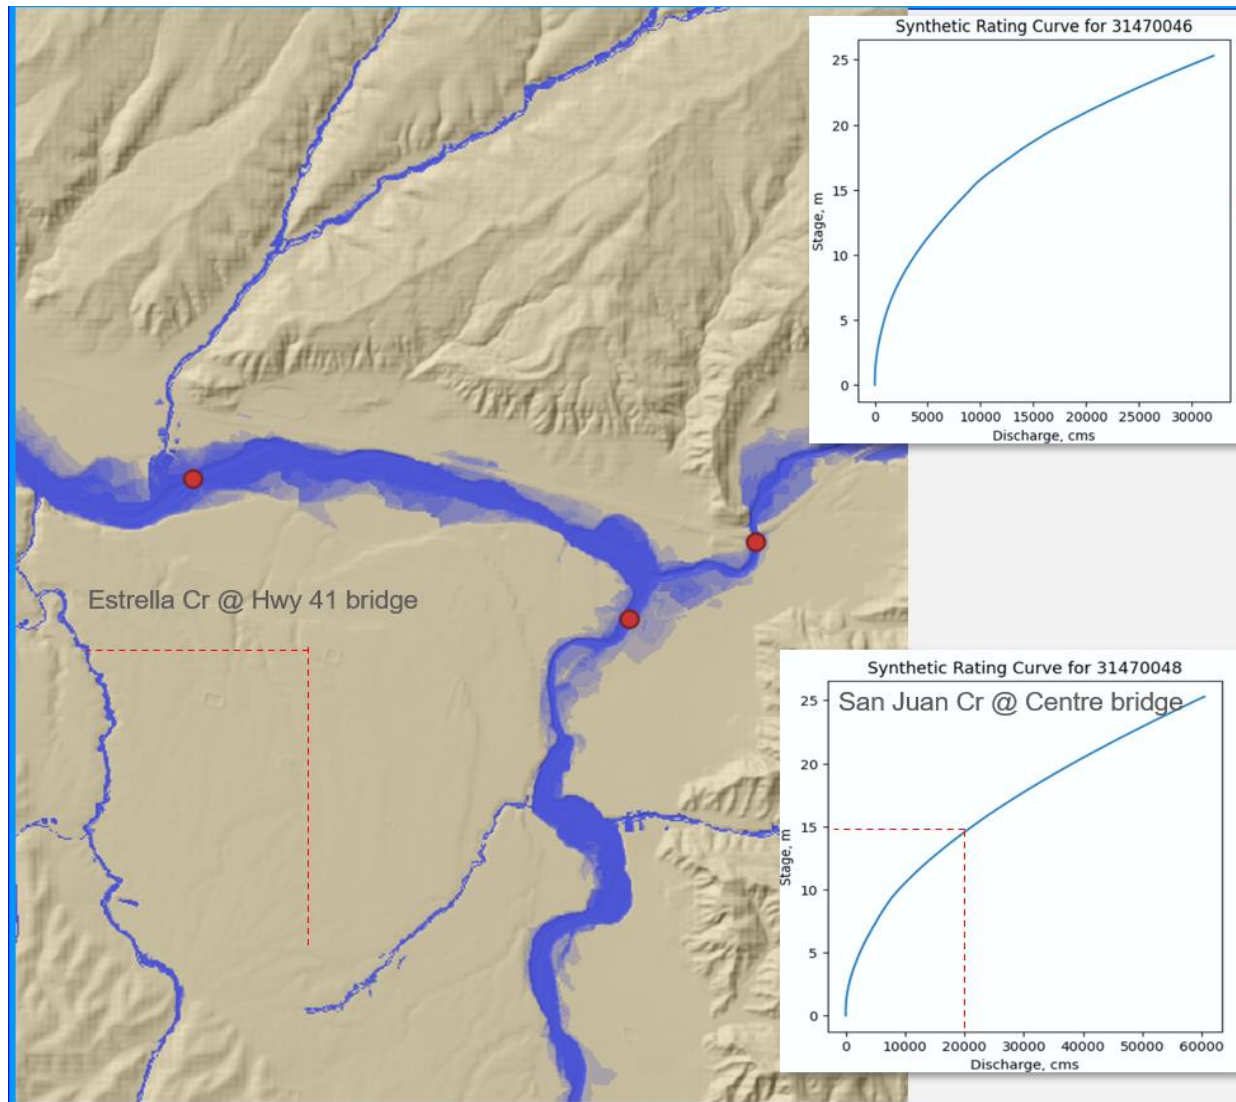 Synthetic Rating Curve for 31470046
25
20
15
10
5
0
Stage, m
0 5000 10000 15000 20000 25000 30000
Discharge, cms
Estrella Cr @ Hwy 41 bridge
Synthetic Rating Curve for 31470048
San Juan Cr @ Centre bridge
25
20
15
10
5
0
Stage, m
0 10000 20000 30000 40000 50000 60000
Discharge, cms